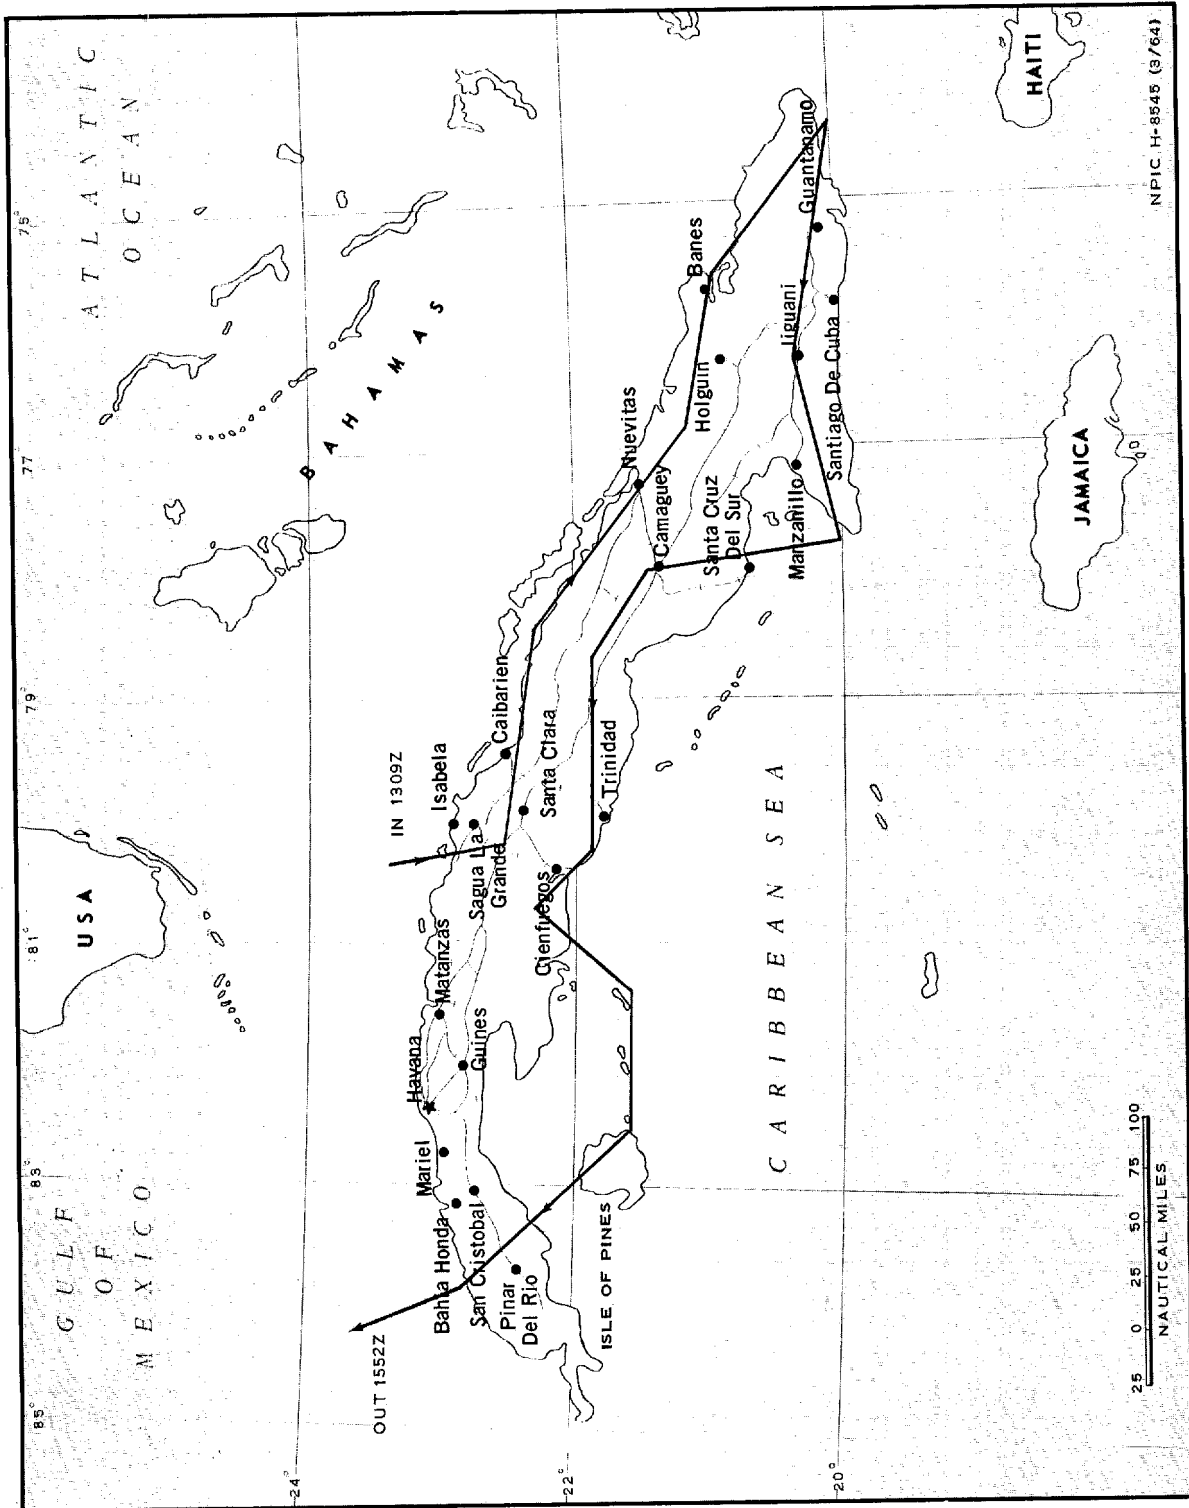 85°
83
81°
79
77
75°
24°
22°
20°
GULF
OF
MEXICO
USA
ATLANTIC
OCEAN
BAHAMAS
OUT 1552Z
IN 1309Z
Havana
Mariel
Bahia Honda
San Cristobal
Pinar
Del Rio
Matanzas
Guines
Isabela
Sagua La
Grande
Caibarien
Santa Clara
Cienfuegos
Trinidad
ISLE OF PINES
Nuevitas
Camaguey
Santa Cruz
Del Sur
Holguin
Banes
Manzanillo
Jiguani
Santiago De Cuba
Guantanamo
CARIBBEAN SEA
JAMAICA
HAITI
25 0 25 50 75 100
NAUTICAL MILES
NPIC H-8545 (3/64)